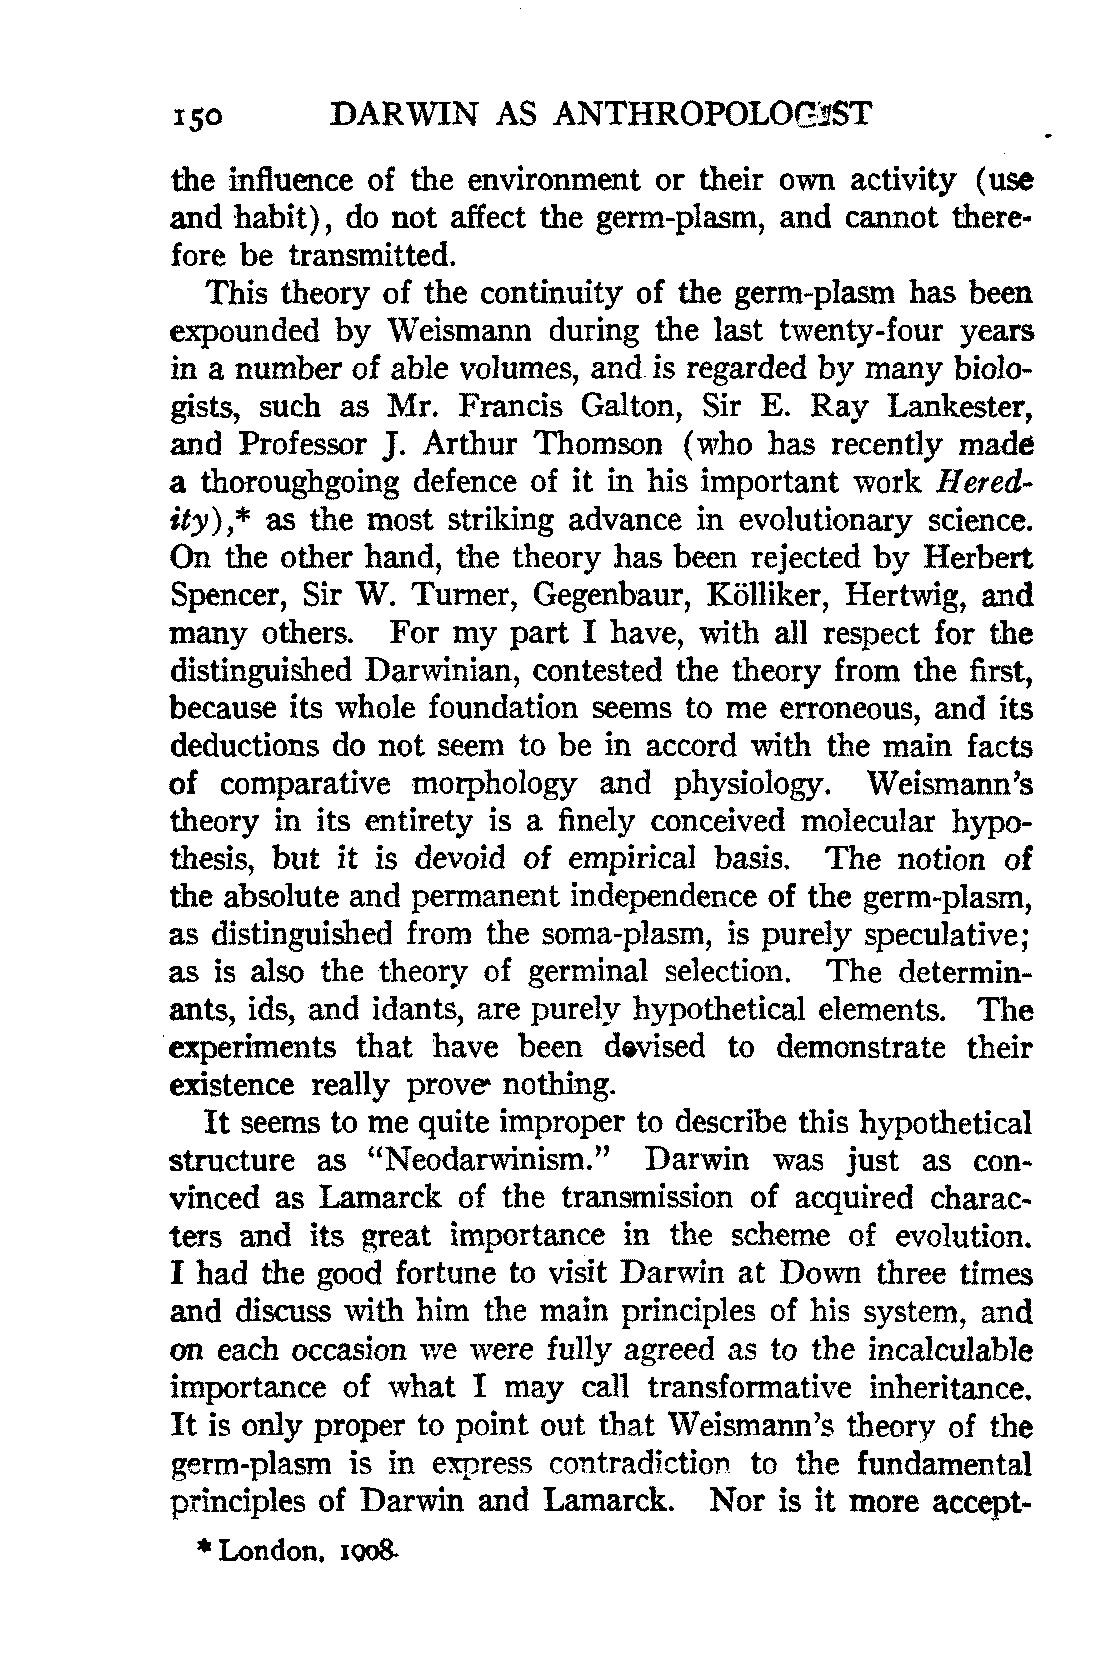 150 DARWIN AS ANTHROPOLOGIST
the influence of the environment or their own activity (use
and habit), do not affect the germ-plasm, and cannot there-
fore be transmitted.
This theory of the continuity of the germ-plasm has been
expounded by Weismann during the last twenty-four years
in a number of able volumes, and is regarded by many biolo-
gists, such as Mr. Francis Galton, Sir E. Ray Lankester,
and Professor J. Arthur Thomson (who has recently made
a thoroughgoing defence of it in his important work Hered-
ity),* as the most striking advance in evolutionary science.
On the other hand, the theory has been rejected by Herbert
Spencer, Sir W. Turner, Gegenbaur, Kölliker, Hertwig, and
many others. For my part I have, with all respect for the
distinguished Darwinian, contested the theory from the first,
because its whole foundation seems to me erroneous, and its
deductions do not seem to be in accord with the main facts
of comparative morphology and physiology. Weismann's
theory in its entirety is a finely conceived molecular hypo-
thesis, but it is devoid of empirical basis. The notion of
the absolute and permanent independence of the germ-plasm,
as distinguished from the soma-plasm, is purely speculative;
as is also the theory of germinal selection. The determin-
ants, ids, and idants, are purely hypothetical elements. The
experiments that have been devised to demonstrate their
existence really prove nothing.
It seems to me quite improper to describe this hypothetical
structure as "Neodarwinism." Darwin was just as con-
vinced as Lamarck of the transmission of acquired charac-
ters and its great importance in the scheme of evolution.
I had the good fortune to visit Darwin at Down three times
and discuss with him the main principles of his system, and
on each occasion we were fully agreed as to the incalculable
importance of what I may call transformative inheritance.
It is only proper to point out that Weismann's theory of the
germ-plasm is in express contradiction to the fundamental
principles of Darwin and Lamarck. Nor is it more accept-
* London, 1908.